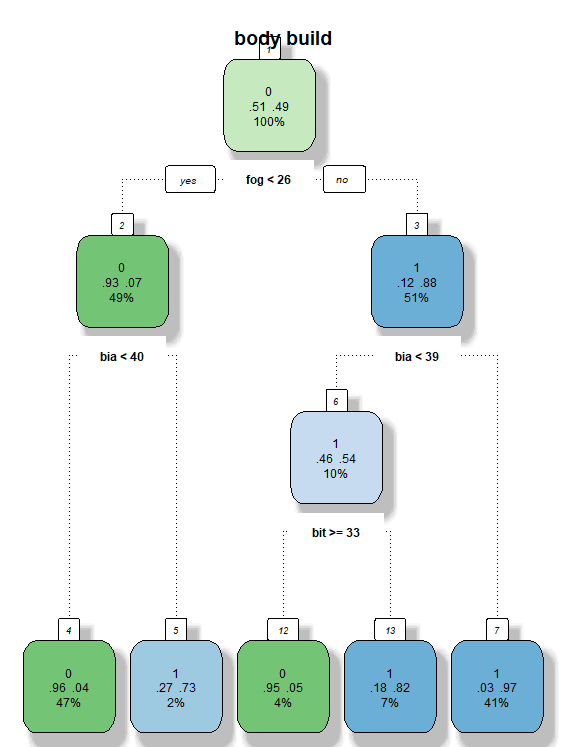 body build
1
0
.51 .49
100%
yes fog < 26 no
2 3
0 1
.93 .07 .12 .88
49% 51%
bia < 40 bia < 39
6
1
.46 .54
10%
bit >= 33
4 5 12 13 7
0 1 0 1 1
.96 .04 .27 .73 .95 .05 .18 .82 .03 .97
47% 2% 4% 7% 41%